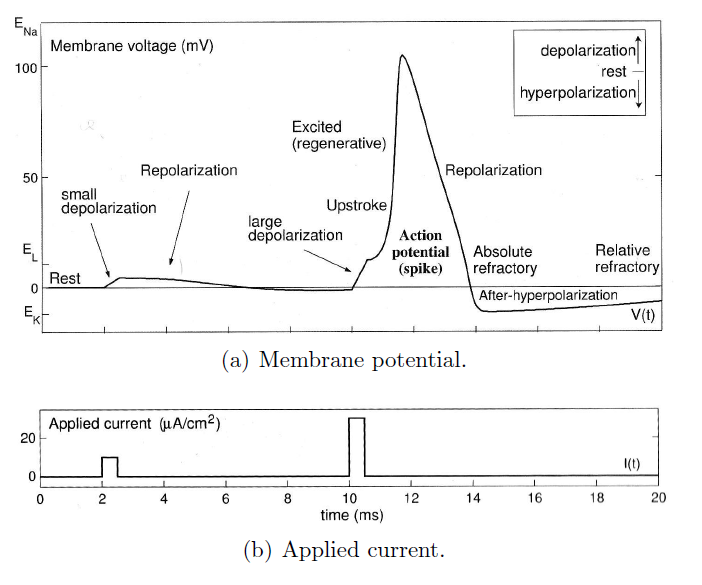 E_Na
Membrane voltage (mV)
depolarization
rest
hyperpolarization
100
Excited
(regenerative)
Repolarization
Repolarization
50
small
depolarization
Upstroke
large
depolarization
Action
potential
(spike)
Absolute
refractory
Relative
refractory
E_L
Rest
0
After-hyperpolarization
E_K
V(t)
(a) Membrane potential.
Applied current (μA/cm²)
20
I(t)
0
0 2 4 6 8 10 12 14 16 18 20
time (ms)
(b) Applied current.